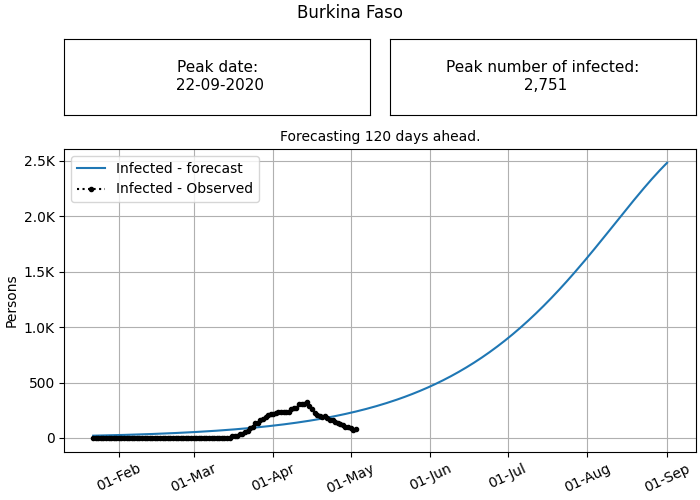 Burkina Faso
Peak date:
22-09-2020
Peak number of infected:
2,751
Forecasting 120 days ahead.
Infected - forecast
Infected - Observed
2.5K
2.0K
1.5K
1.0K
500
0
Persons
01-Feb
01-Mar
01-Apr
01-May
01-Jun
01-Jul
01-Aug
01-Sep